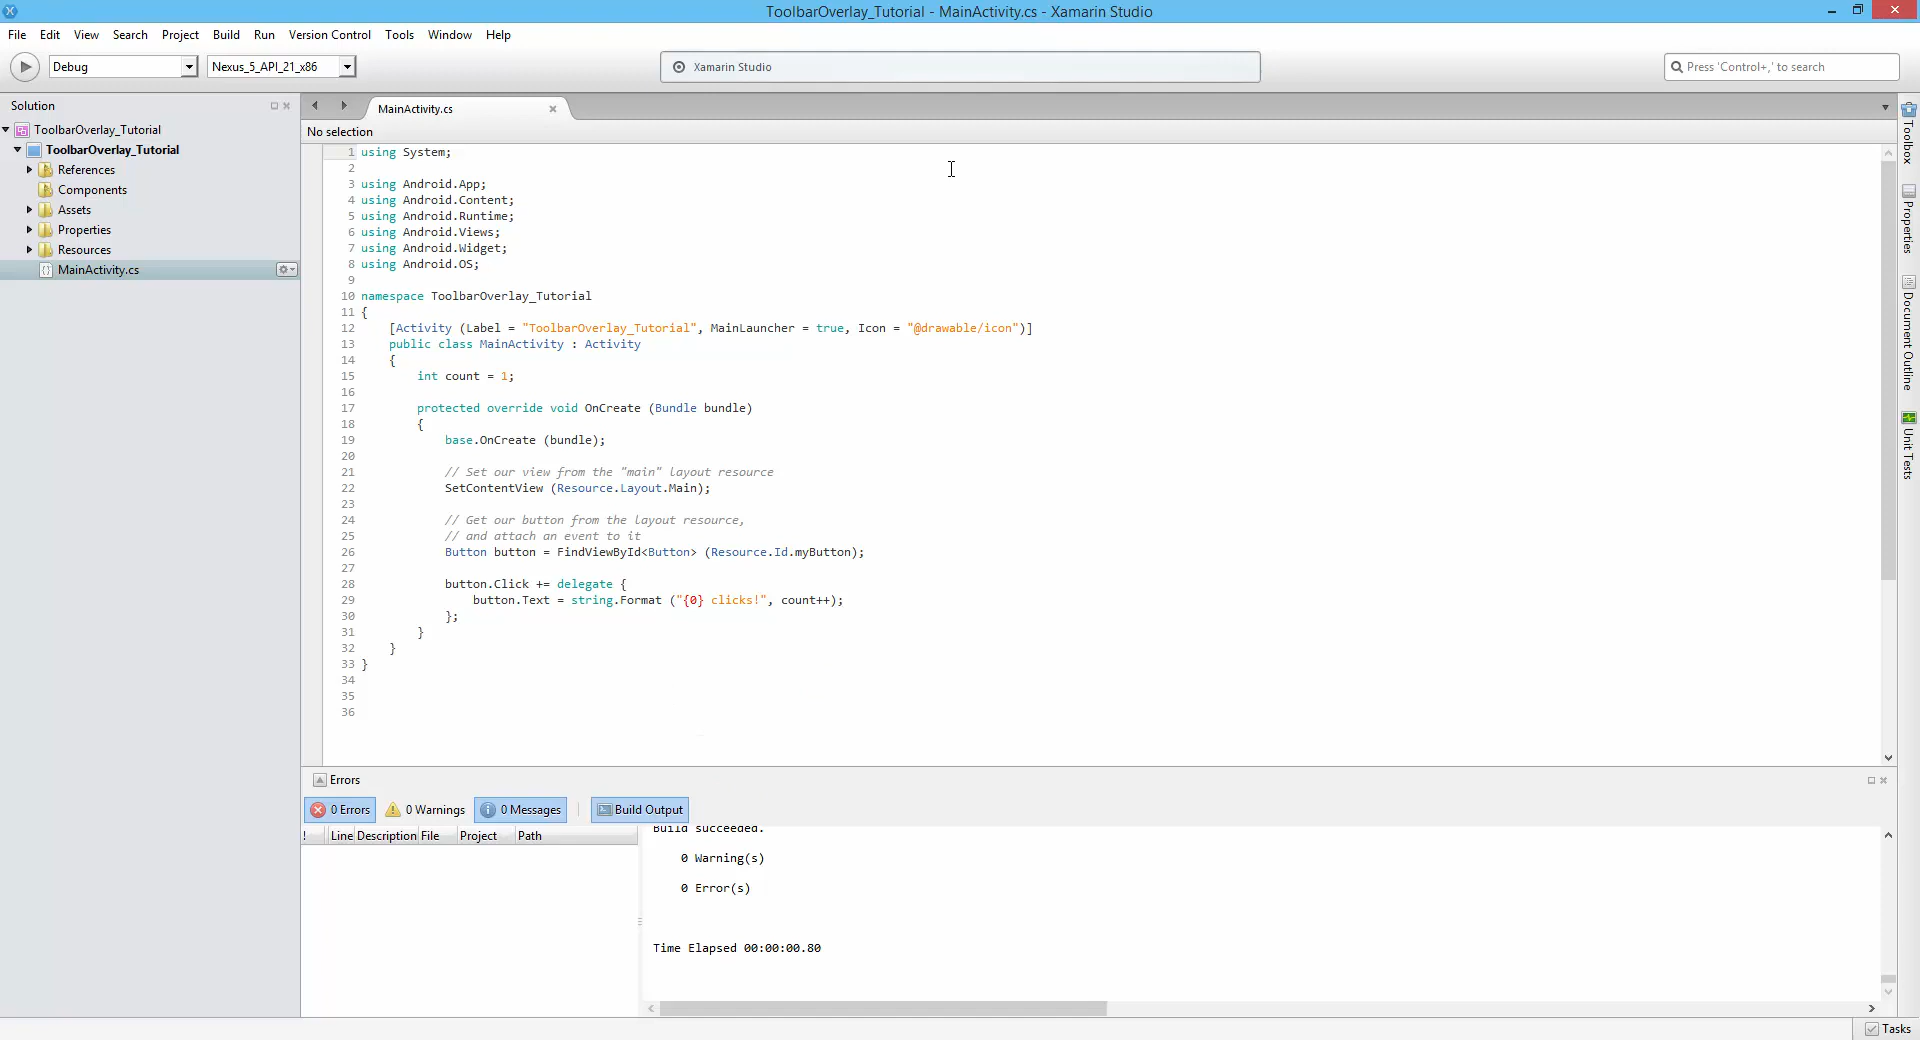 ToolbarOverlay_Tutorial - MainActivity.cs - Xamarin Studio
File Edit View Search Project Build Run Version Control Tools Window Help
Debug Nexus_5_API_21_x86 Xamarin Studio Press 'Control+,' to search
Solution
ToolbarOverlay_Tutorial
ToolbarOverlay_Tutorial
References
Components
Assets
Properties
Resources
MainActivity.cs
MainActivity.cs
No selection
1 using System;
2
3 using Android.App;
4 using Android.Content;
5 using Android.Runtime;
6 using Android.Views;
7 using Android.Widget;
8 using Android.OS;
9
10 namespace ToolbarOverlay_Tutorial
11 {
12 [Activity (Label = "ToolbarOverlay_Tutorial", MainLauncher = true, Icon = "@drawable/icon")]
13 public class MainActivity : Activity
14 {
15 int count = 1;
16
17 protected override void OnCreate (Bundle bundle)
18 {
19 base.OnCreate (bundle);
20
21 // Set our view from the "main" layout resource
22 SetContentView (Resource.Layout.Main);
23
24 // Get our button from the layout resource,
25 // and attach an event to it
26 Button button = FindViewById<Button> (Resource.Id.myButton);
27
28 button.Click += delegate {
29 button.Text = string.Format ("{0} clicks!", count++);
30 };
31 }
32 }
33 }
34
35
36
Toolbox
Properties
Document Outline
Unit Tests
Errors
0 Errors 0 Warnings 0 Messages Build Output
! Line Description File Project Path
Build succeeded.
0 Warning(s)
0 Error(s)
Time Elapsed 00:00:00.80
Tasks